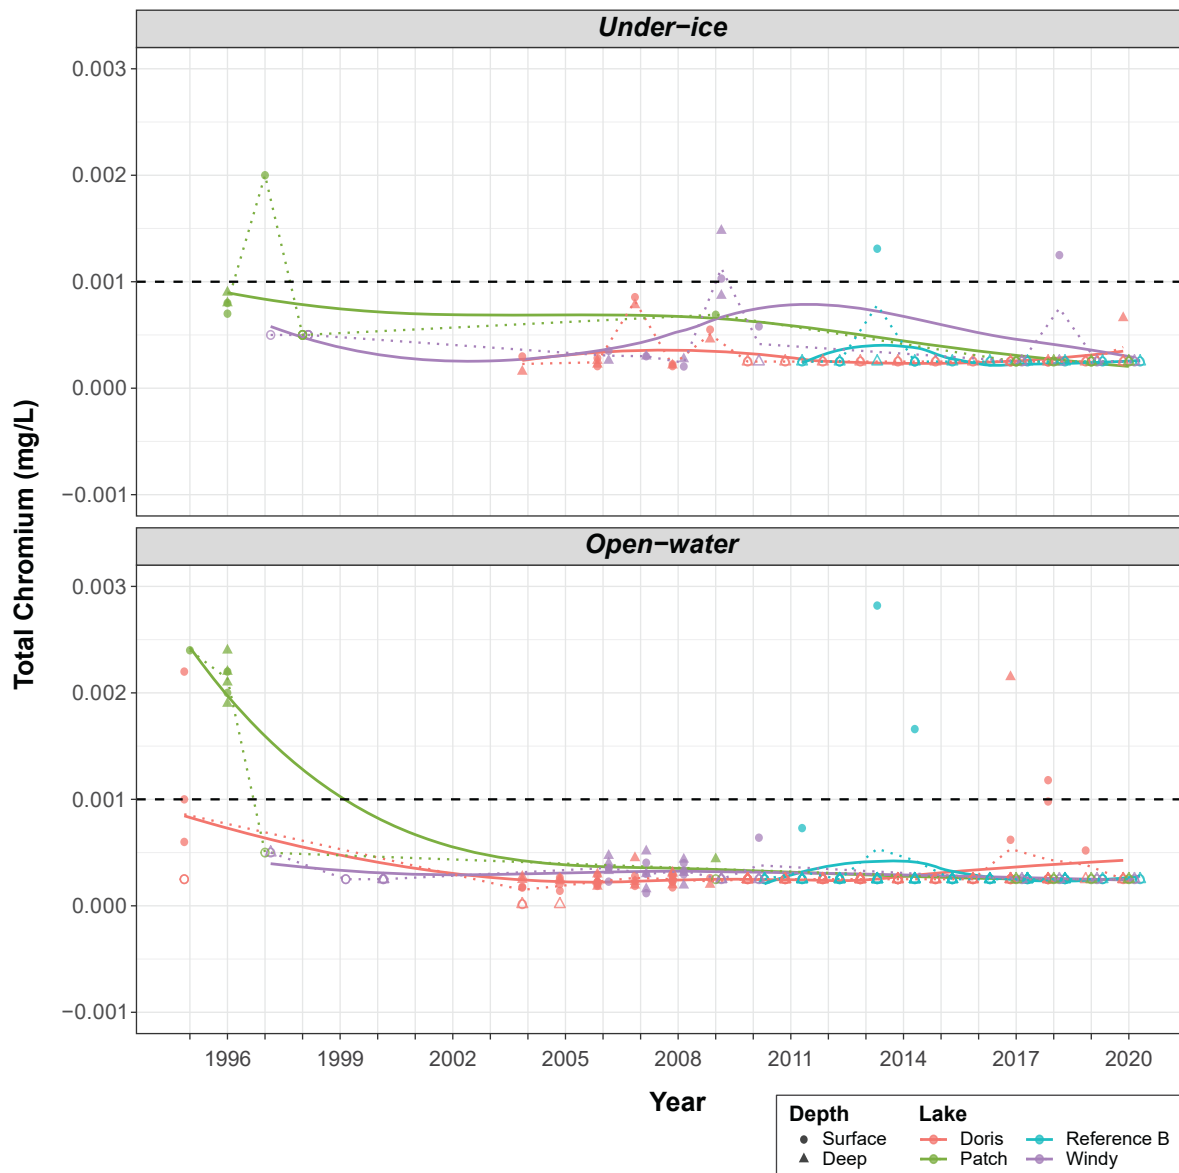 Under−ice
0.003
0.002
0.001
0.000
−0.001
Open−water
0.003
0.002
0.001
0.000
−0.001
Total Chromium (mg/L)
1996 1999 2002 2005 2008 2011 2014 2017 2020
Year
Depth Lake
Surface Doris Reference B
Deep Patch Windy